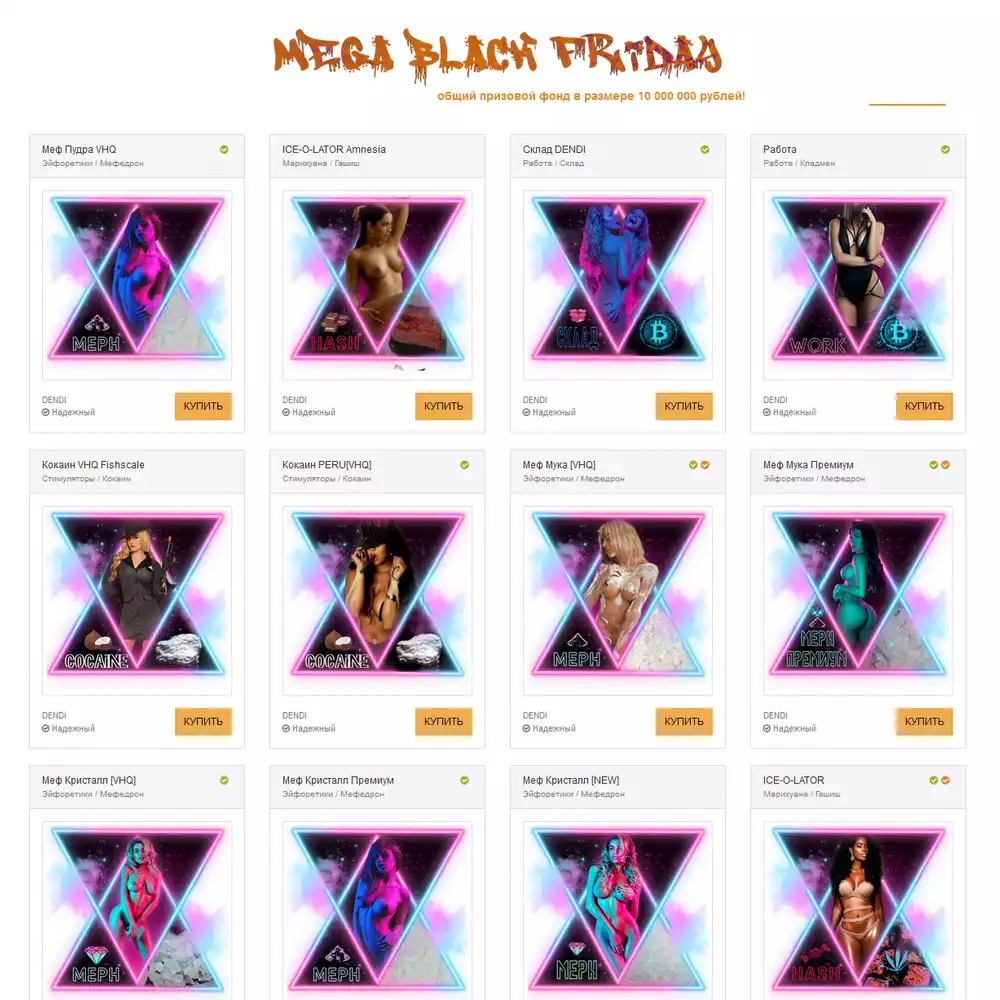 MEGA BLACK FRIDAY
общий призовой фонд в размере 10 000 000 рублей!
Меф Пудра VHQ
Эйфоретики / Мефедрон
MEPH
DENDI
Надежный
КУПИТЬ
ICE-O-LATOR Amnesia
Марихуана / Гашиш
HASH
DENDI
Надежный
КУПИТЬ
Склад DENDI
Работа / Склад
СКЛАД
DENDI
Надежный
КУПИТЬ
Работа
Работа / Кладмен
WORK
DENDI
Надежный
КУПИТЬ
Кокаин VHQ Fishscale
Стимуляторы / Кокаин
COCAINE
DENDI
Надежный
КУПИТЬ
Кокаин PERU[VHQ]
Стимуляторы / Кокаин
COCAINE
DENDI
Надежный
КУПИТЬ
Меф Мука [VHQ]
Эйфоретики / Мефедрон
MEPH
DENDI
Надежный
КУПИТЬ
Меф Мука Премиум
Эйфоретики / Мефедрон
MEPH
ПРЕМИУМ
DENDI
Надежный
КУПИТЬ
Меф Кристалл [VHQ]
Эйфоретики / Мефедрон
MEPH
Меф Кристалл Премиум
Эйфоретики / Мефедрон
MEPH
Меф Кристалл [NEW]
Эйфоретики / Мефедрон
MEPH
ICE-O-LATOR
Марихуана / Гашиш
HASH